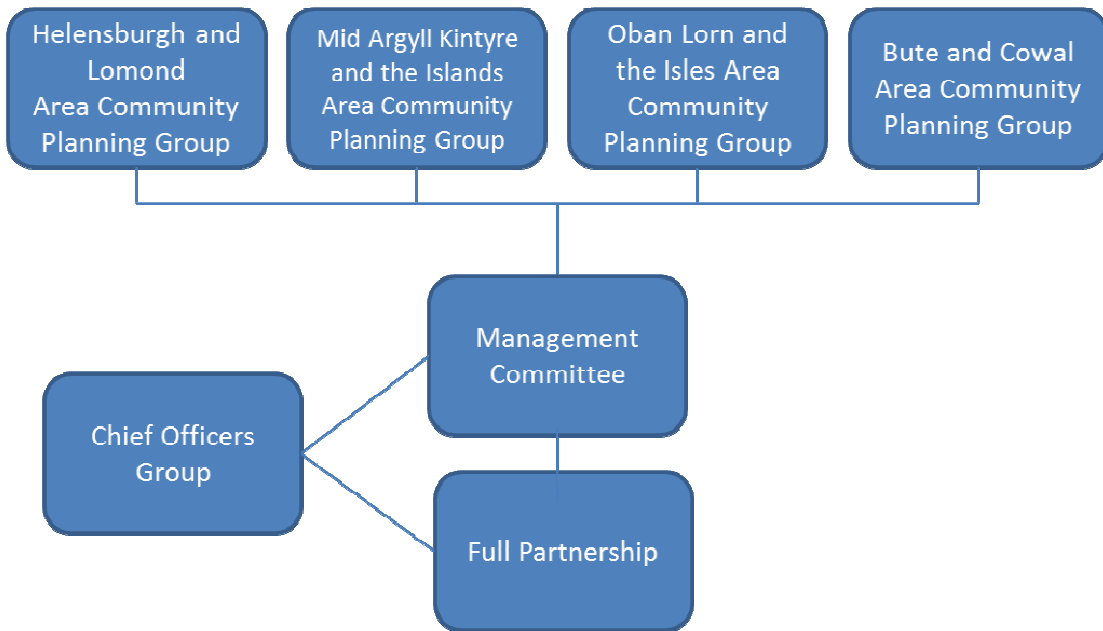 Helensburgh and
Lomond
Area Community
Planning Group
Mid Argyll Kintyre
and the Islands
Area Community
Planning Group
Oban Lorn and
the Isles Area
Community
Planning Group
Bute and Cowal
Area Community
Planning Group
Management
Committee
Chief Officers
Group
Full Partnership